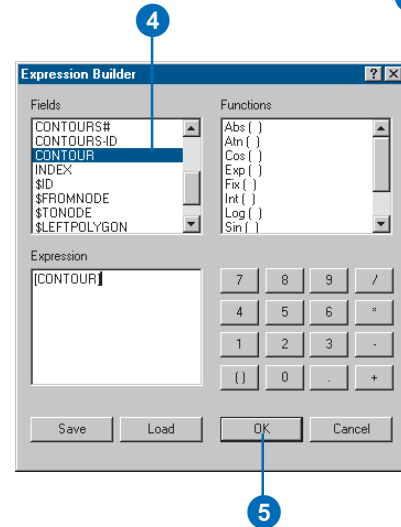 4
Expression Builder
? ×
Fields
Functions
CONTOURS#
CONTOURS-ID
CONTOUR
INDEX
$ID
$FROMNODE
$TONODE
$LEFTPOLYGON
Abs ( )
Atn ( )
Cos ( )
Exp ( )
Fix ( )
Int ( )
Log ( )
Sin ( )
Expression
[CONTOUR]
7 8 9 /
4 5 6 *
1 2 3 -
( ) 0 . +
Save Load OK Cancel
5